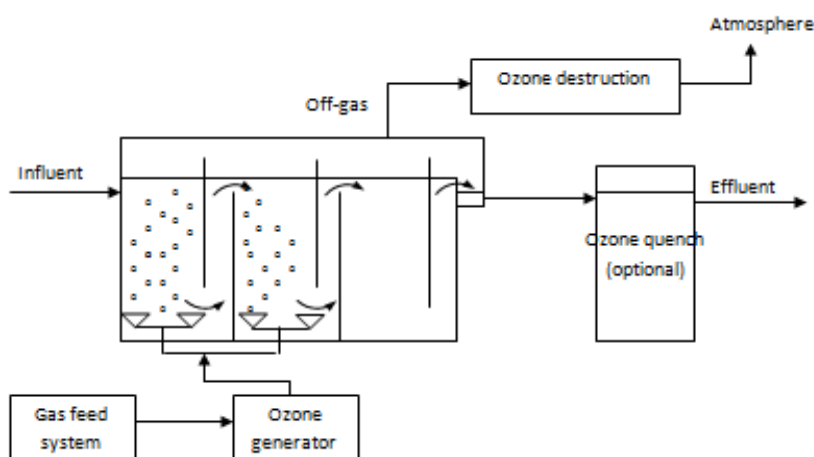 Atmosphere
Ozone destruction
Off-gas
Influent
Effluent
Ozone quench
(optional)
Gas feed
system
Ozone
generator